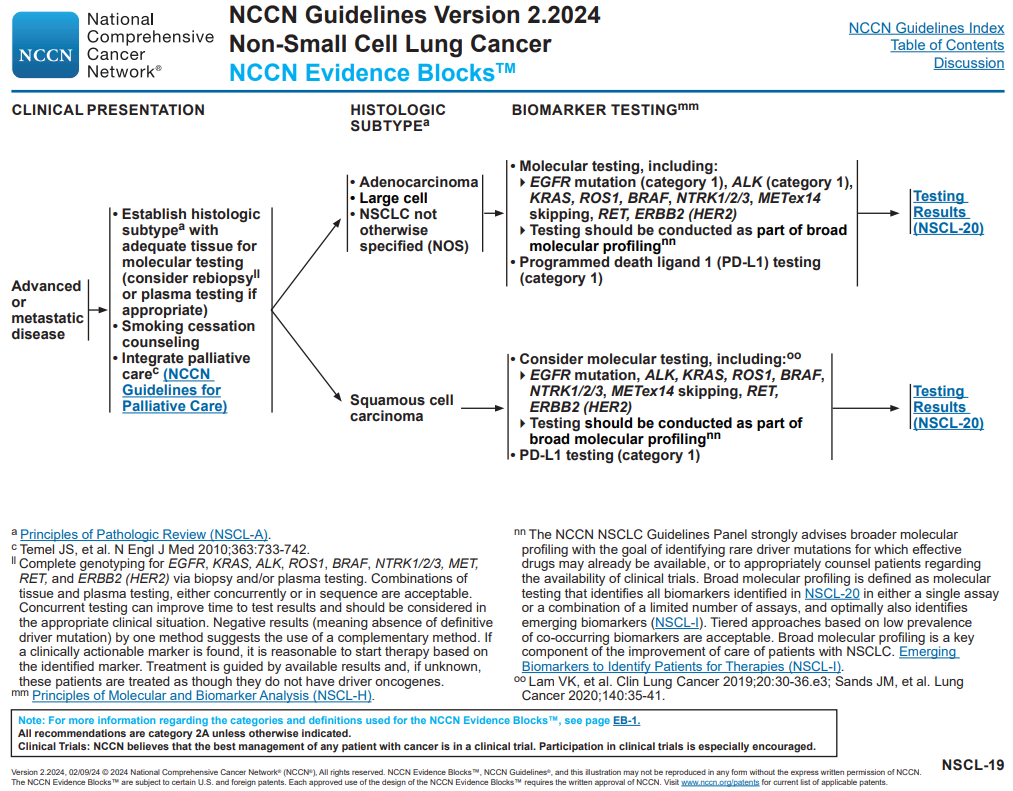 NCCN
National
Comprehensive
Cancer
Network®
NCCN Guidelines Version 2.2024
Non-Small Cell Lung Cancer
NCCN Evidence Blocks™
NCCN Guidelines Index
Table of Contents
Discussion
CLINICAL PRESENTATION
HISTOLOGIC
SUBTYPEᵃ
BIOMARKER TESTINGᵐᵐ
Advanced
or
metastatic
disease
• Establish histologic
subtypeᵃ with
adequate tissue for
molecular testing
(consider rebiopsyˡˡ
or plasma testing if
appropriate)
• Smoking cessation
counseling
• Integrate palliative
careᶜ (NCCN
Guidelines for
Palliative Care)
• Adenocarcinoma
• Large cell
• NSCLC not
otherwise
specified (NOS)
• Molecular testing, including:
EGFR mutation (category 1), ALK (category 1),
KRAS, ROS1, BRAF, NTRK1/2/3, METex14
skipping, RET, ERBB2 (HER2)
Testing should be conducted as part of broad
molecular profilingⁿⁿ
• Programmed death ligand 1 (PD-L1) testing
(category 1)
Testing
Results
(NSCL-20)
Squamous cell
carcinoma
• Consider molecular testing, including:ᵒᵒ
EGFR mutation, ALK, KRAS, ROS1, BRAF,
NTRK1/2/3, METex14 skipping, RET,
ERBB2 (HER2)
Testing should be conducted as part of
broad molecular profilingⁿⁿ
• PD-L1 testing (category 1)
Testing
Results
(NSCL-20)
ᵃ Principles of Pathologic Review (NSCL-A).
ᶜ Temel JS, et al. N Engl J Med 2010;363:733-742.
ˡˡ Complete genotyping for EGFR, KRAS, ALK, ROS1, BRAF, NTRK1/2/3, MET,
RET, and ERBB2 (HER2) via biopsy and/or plasma testing. Combinations of
tissue and plasma testing, either concurrently or in sequence are acceptable.
Concurrent testing can improve time to test results and should be considered in
the appropriate clinical situation. Negative results (meaning absence of definitive
driver mutation) by one method suggests the use of a complementary method. If
a clinically actionable marker is found, it is reasonable to start therapy based on
the identified marker. Treatment is guided by available results and, if unknown,
these patients are treated as though they do not have driver oncogenes.
ᵐᵐ Principles of Molecular and Biomarker Analysis (NSCL-H).
ⁿⁿ The NCCN NSCLC Guidelines Panel strongly advises broader molecular
profiling with the goal of identifying rare driver mutations for which effective
drugs may already be available, or to appropriately counsel patients regarding
the availability of clinical trials. Broad molecular profiling is defined as molecular
testing that identifies all biomarkers identified in NSCL-20 in either a single assay
or a combination of a limited number of assays, and optimally also identifies
emerging biomarkers (NSCL-I). Tiered approaches based on low prevalence
of co-occurring biomarkers are acceptable. Broad molecular profiling is a key
component of the improvement of care of patients with NSCLC. Emerging
Biomarkers to Identify Patients for Therapies (NSCL-I).
ᵒᵒ Lam VK, et al. Clin Lung Cancer 2019;20:30-36.e3; Sands JM, et al. Lung
Cancer 2020;140:35-41.
Note: For more information regarding the categories and definitions used for the NCCN Evidence Blocks™, see page EB-1.
All recommendations are category 2A unless otherwise indicated.
Clinical Trials: NCCN believes that the best management of any patient with cancer is in a clinical trial. Participation in clinical trials is especially encouraged.
NSCL-19
Version 2.2024, 02/09/24 © 2024 National Comprehensive Cancer Network® (NCCN®), All rights reserved. NCCN Evidence Blocks™, NCCN Guidelines®, and this illustration may not be reproduced in any form without the express written permission of NCCN.
The NCCN Evidence Blocks™ are subject to certain U.S. and foreign patents. Each approved use of the design of the NCCN Evidence Blocks™ requires the written approval of NCCN. Visit www.nccn.org/patents for current list of applicable patents.